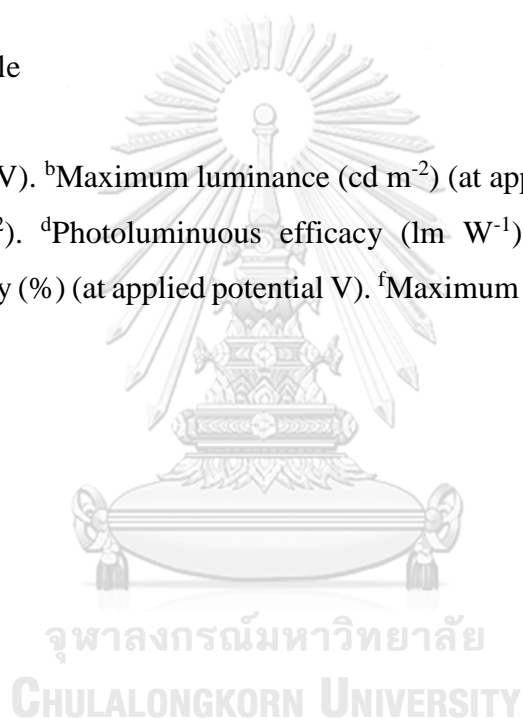 le
V). ᵇMaximum luminance (cd m⁻²) (at app
²). ᵈPhotoluminuous efficacy (lm W⁻¹)
y (%) (at applied potential V). ᶠMaximum
จุฬาลงกรณ์มหาวิทยาลัย
CHULALONGKORN UNIVERSITY